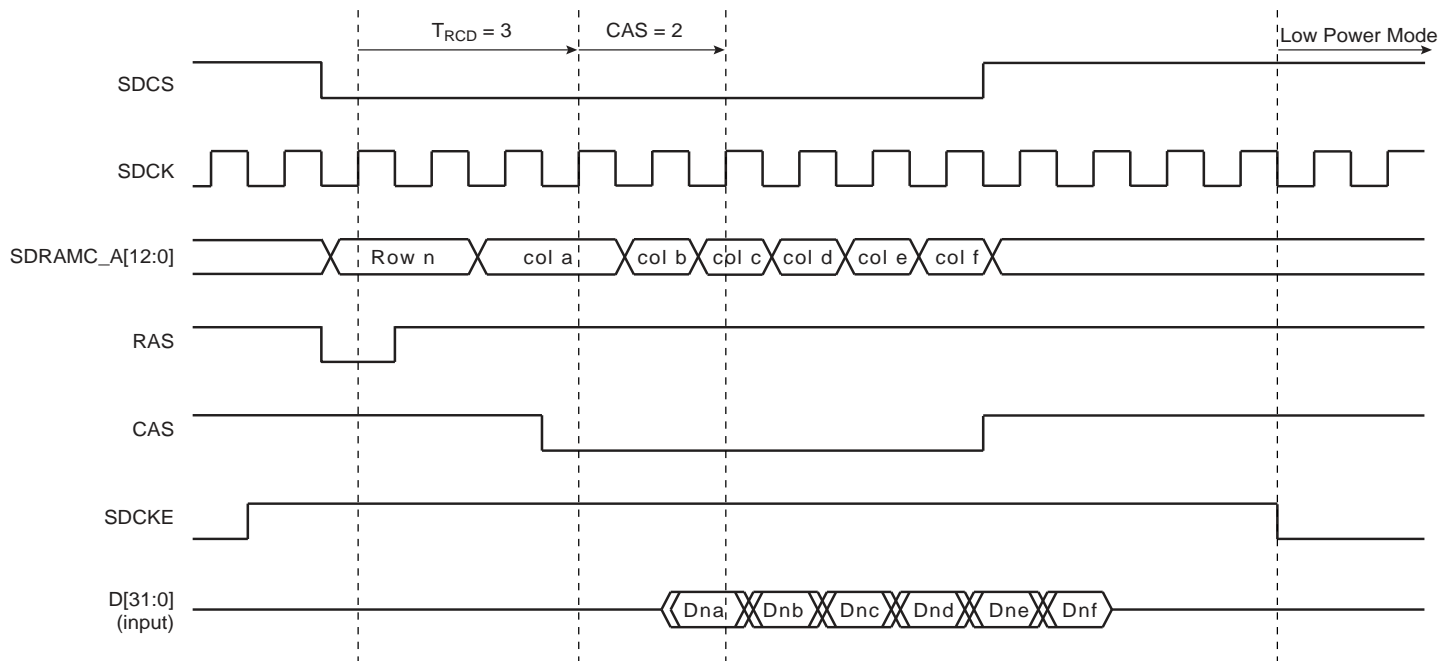 TRCD = 3
CAS = 2
Low Power Mode
SDCS
SDCK
SDRAMC_A[12:0]
Row n
col a
col b
col c
col d
col e
col f
RAS
CAS
SDCKE
D[31:0]
(input)
Dna
Dnb
Dnc
Dnd
Dne
Dnf